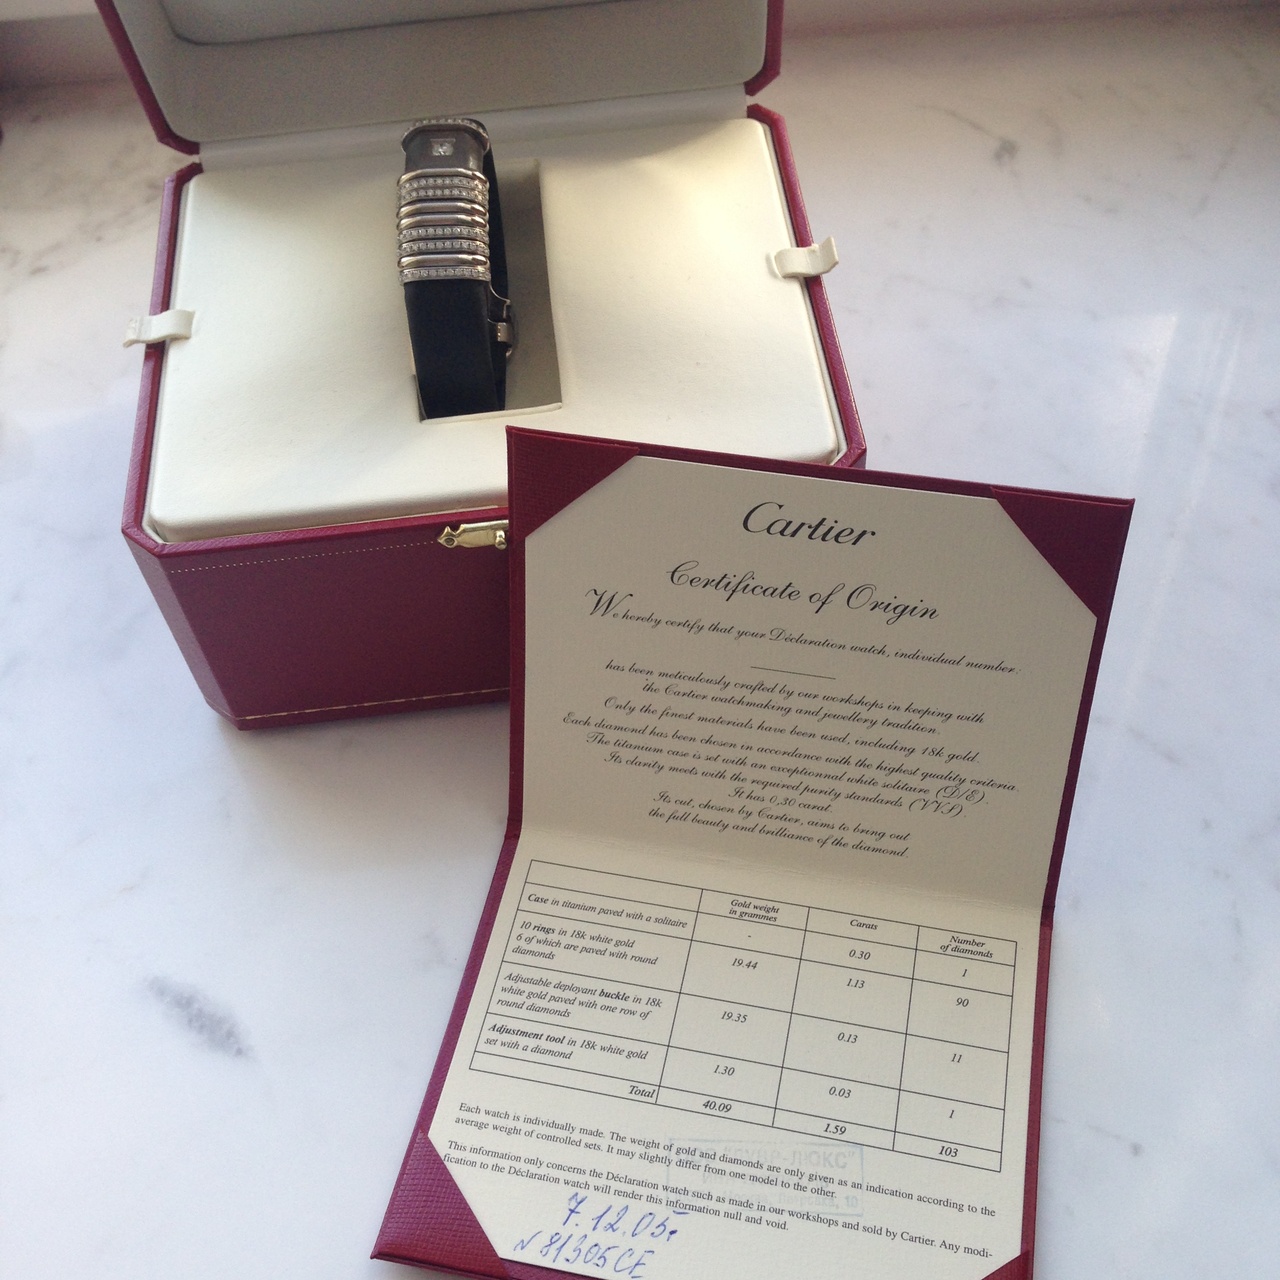 Cartier
Certificate of Origin
We hereby certify that your Déclaration watch, individual number:
has been meticulously crafted by our workshops in keeping with
the Cartier watchmaking and jewellery tradition.
Only the finest materials have been used, including 18k gold.
Each diamond has been chosen in accordance with the highest quality criteria.
The titanium case is set with an exceptionnal white solitaire (D/E).
Its clarity meets with the required purity standards (VVS).
It has 0,30 carat.
Its cut, chosen by Cartier, aims to bring out
the full beauty and brilliance of the diamond.
Gold weight
in grammes
Carats
Number
of diamonds
Case in titanium paved with a solitaire
-
0.30
1
10 rings in 18k white gold
6 of which are paved with round
diamonds
19.44
1.13
90
Adjustable deployant buckle in 18k
white gold paved with one row of
round diamonds
19.35
0.13
11
Adjustment tool in 18k white gold
set with a diamond
1.30
0.03
1
Total
40.09
1.59
103
Each watch is individually made. The weight of gold and diamonds are only given as an indication according to the
average weight of controlled sets. It may slightly differ from one model to the other.
This information only concerns the Déclaration watch such as made in our workshops and sold by Cartier. Any modi-
fication to the Déclaration watch will render this information null and void.
ЛЮКС"
10
7.12.05г
N 81305CE